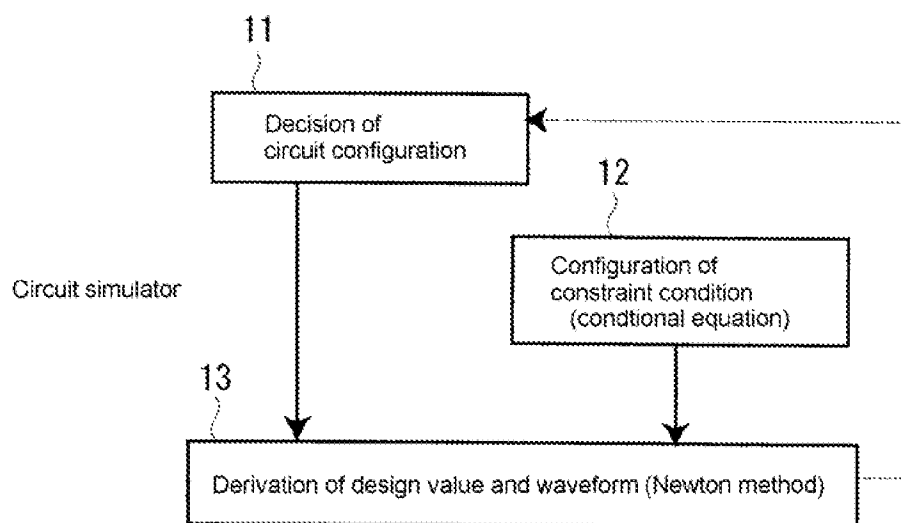 11
Decision of
circuit configuration
12
Configuration of
constraint condition
(condtional equation)
Circuit simulator
13
Derivation of design value and waveform (Newton method)